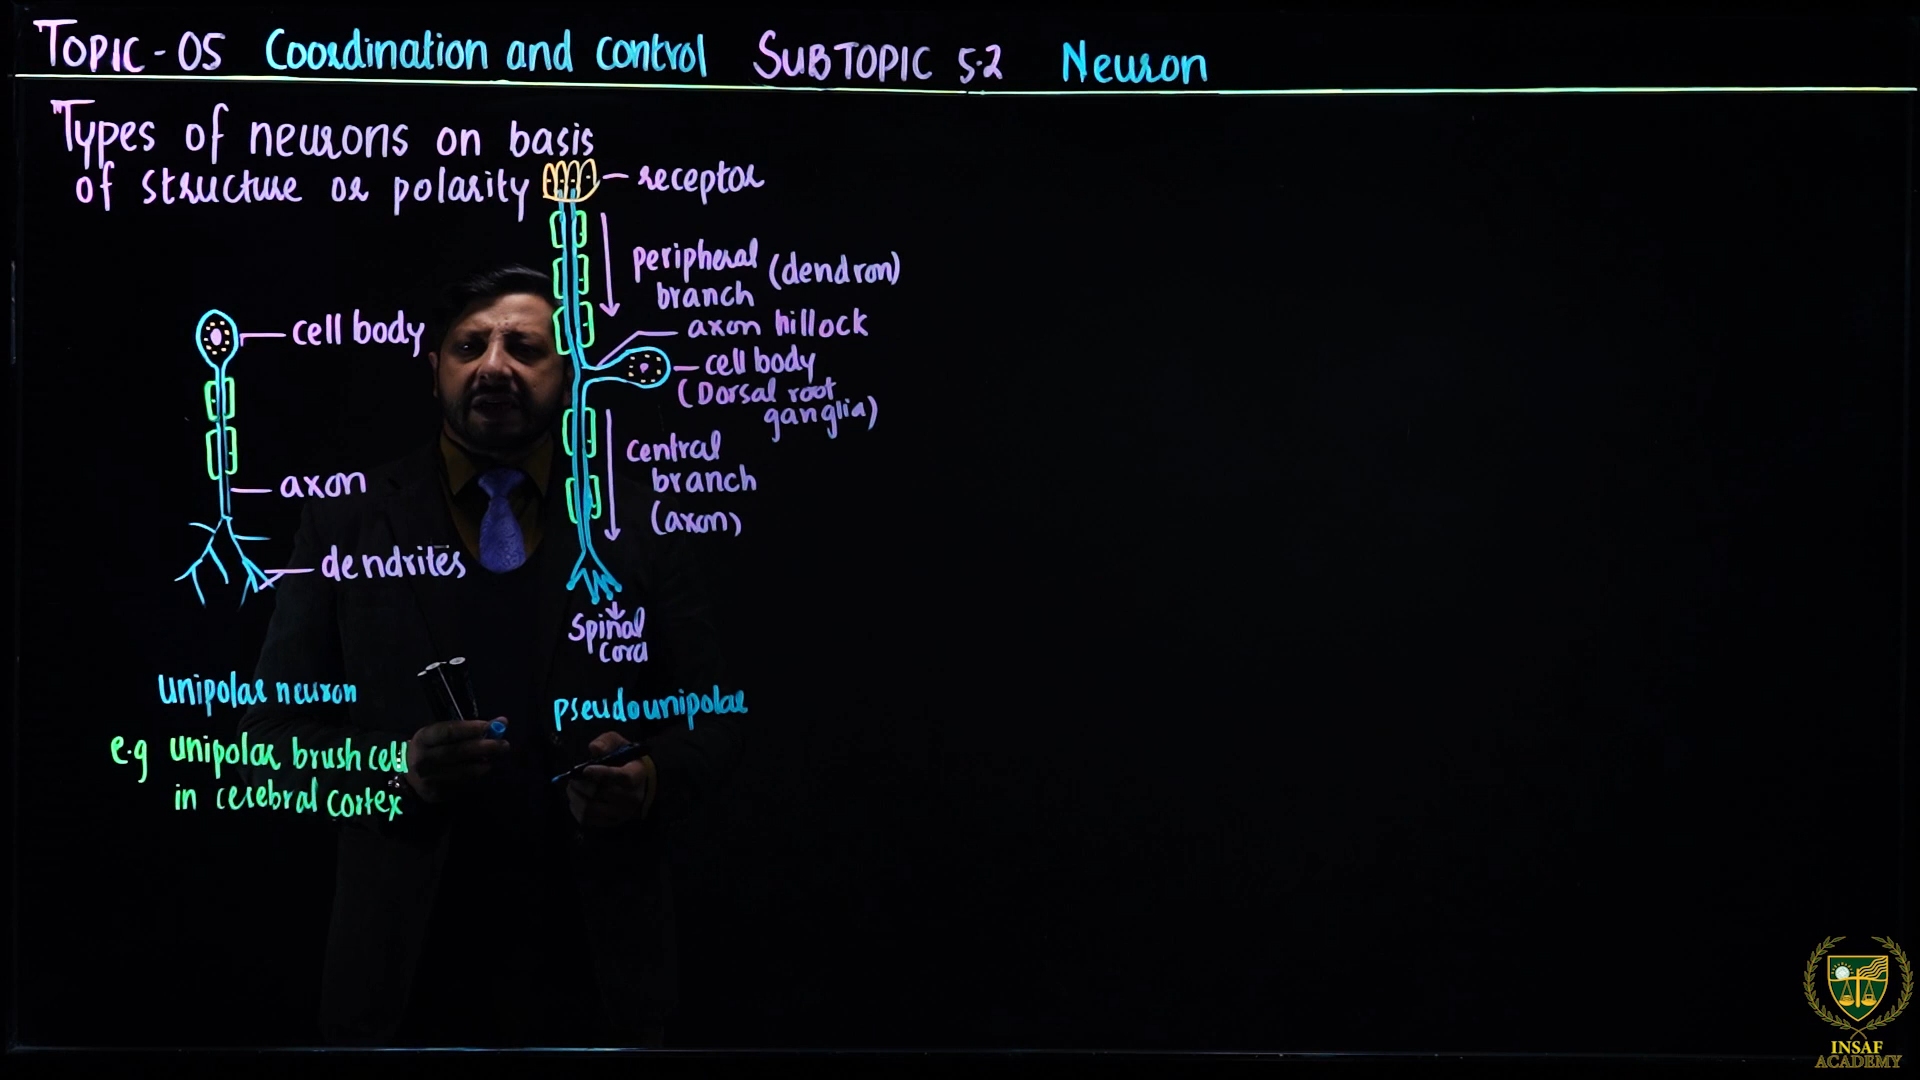 TOPIC - 05 Coordination and control SUBTOPIC 5.2 Neuron
Types of neurons on basis
of structure or polarity
receptor
peripheral (dendron)
branch
axon hillock
cell body
(Dorsal root
ganglia)
central
branch
(axon)
Spinal
cord
pseudounipolar
cell body
axon
dendrites
unipolar neuron
e.g unipolar brush cell
in cerebral cortex
INSAF
ACADEMY